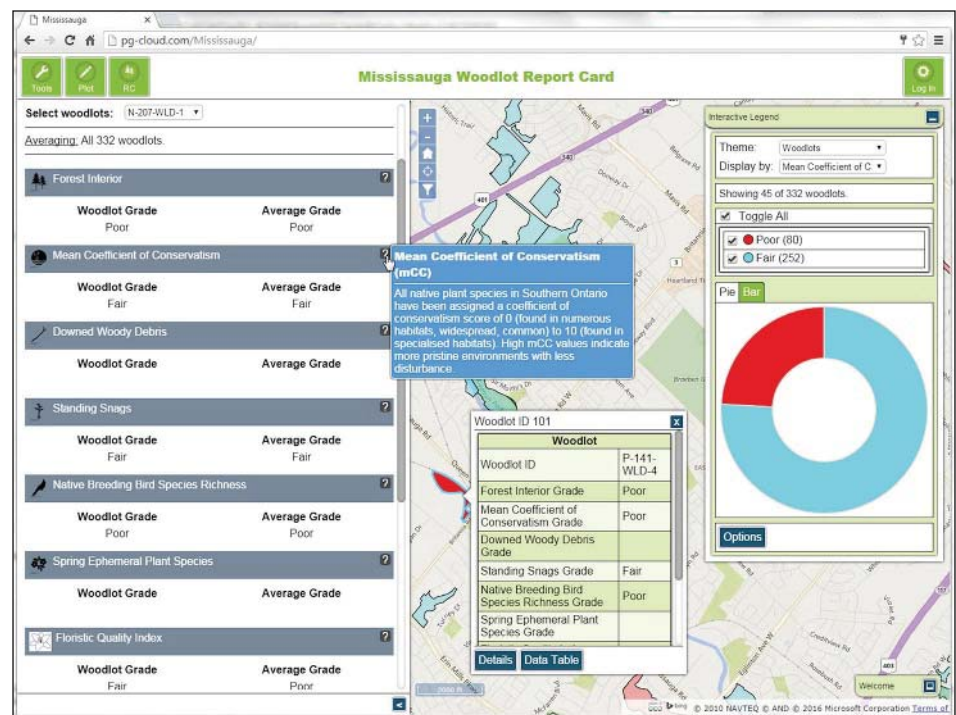 Mississauga
pg-cloud.com/Mississauga/
Tools
Plot
RC
Mississauga Woodlot Report Card
Log In
Select woodlots: N-207-WLD-1
Averaging: All 332 woodlots.
Forest Interior ?
Woodlot Grade Average Grade
Poor Poor
Mean Coefficient of Conservatism ?
Woodlot Grade Average Grade
Fair Fair
Downed Woody Debris
Woodlot Grade Average Grade
Standing Snags ?
Woodlot Grade Average Grade
Fair Fair
Native Breeding Bird Species Richness ?
Woodlot Grade Average Grade
Poor Poor
Spring Ephemeral Plant Species ?
Woodlot Grade Average Grade
Floristic Quality Index ?
Woodlot Grade Average Grade
Fair Poor
Mean Coefficient of Conservatism
(mCC)
All native plant species in Southern Ontario
have been assigned a coefficient of
conservatism score of 0 (found in numerous
habitats, widespread, common) to 10 (found in
specialised habitats). High mCC values indicate
more pristine environments with less
disturbance
Woodlot ID 101 X
Woodlot
Woodlot ID P-141-
WLD-4
Forest Interior Grade Poor
Mean Coefficient of
Conservatism Grade Poor
Downed Woody Debris
Grade
Standing Snags Grade Fair
Native Breeding Bird
Species Richness Grade Poor
Spring Ephemeral Plant
Species Grade
Details Data Table
Interactive Legend
Theme: Woodlots
Display by: Mean Coefficient of C
Showing 45 of 332 woodlots.
Toggle All
Poor (80)
Fair (252)
Pie Bar
Options
Welcome
340
340
401
3
403
bing © 2010 NAVTEQ © AND © 2016 Microsoft Corporation Terms of